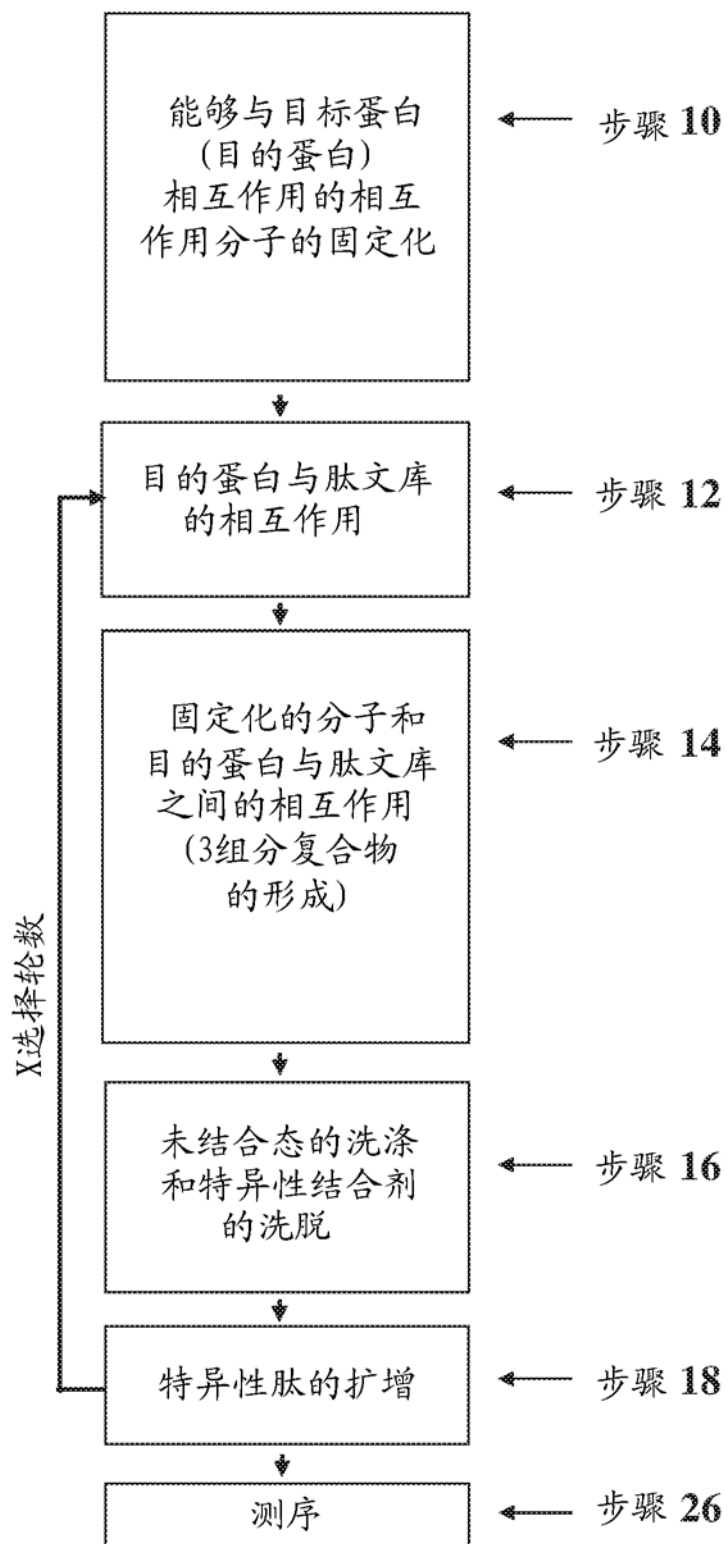 能够与目标蛋白
(目的蛋白)
相互作用的相互
作用分子的固定化
步骤 10
目的蛋白与肽文库
的相互作用
步骤 12
固定化的分子和
目的蛋白与肽文库
之间的相互作用
(3组分复合物
的形成)
步骤 14
X选择轮数
未结合态的洗涤
和特异性结合剂
的洗脱
步骤 16
特异性肽的扩增
步骤 18
测序
步骤 26